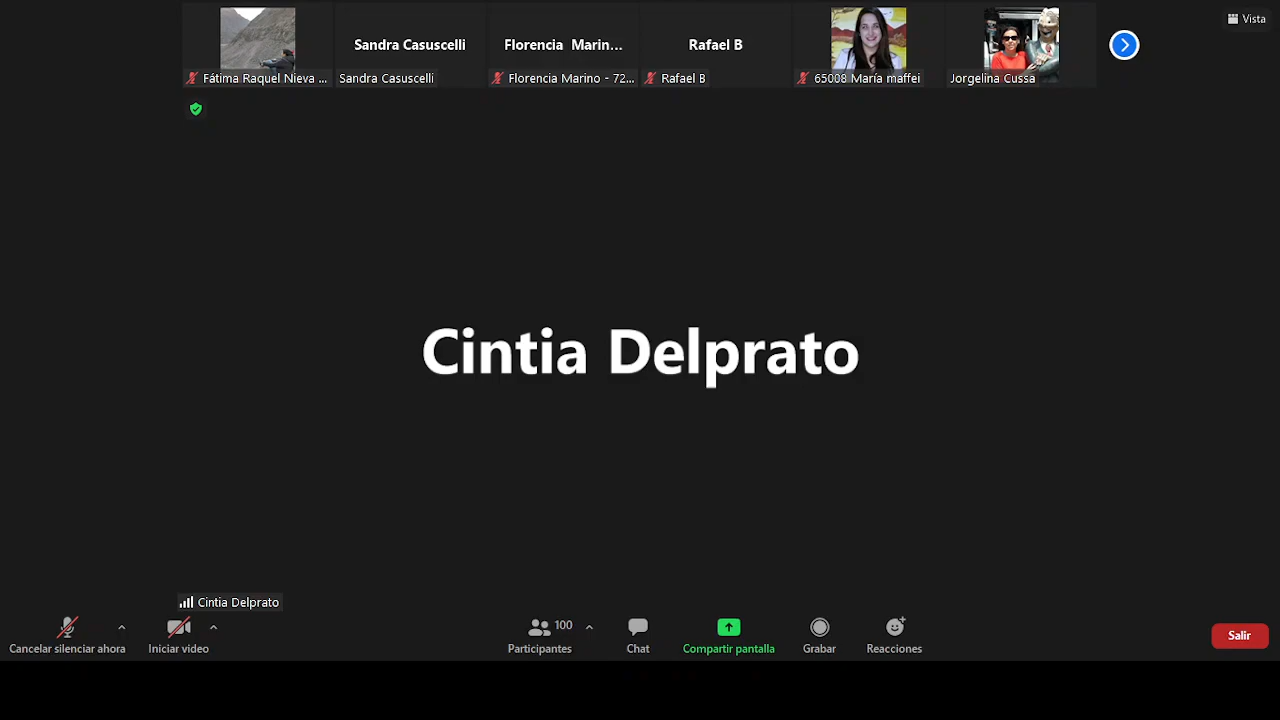 Sandra Casuscelli
Florencia Marin...
Rafael B
Vista
Fátima Raquel Nieva ...
Sandra Casuscelli
Florencia Marino - 72...
Rafael B
65008 María maffei
Jorgelina Cussa
Cintia Delprato
Cintia Delprato
100
Cancelar silenciar ahora
Iniciar video
Participantes
Chat
Compartir pantalla
Grabar
Reacciones
Salir